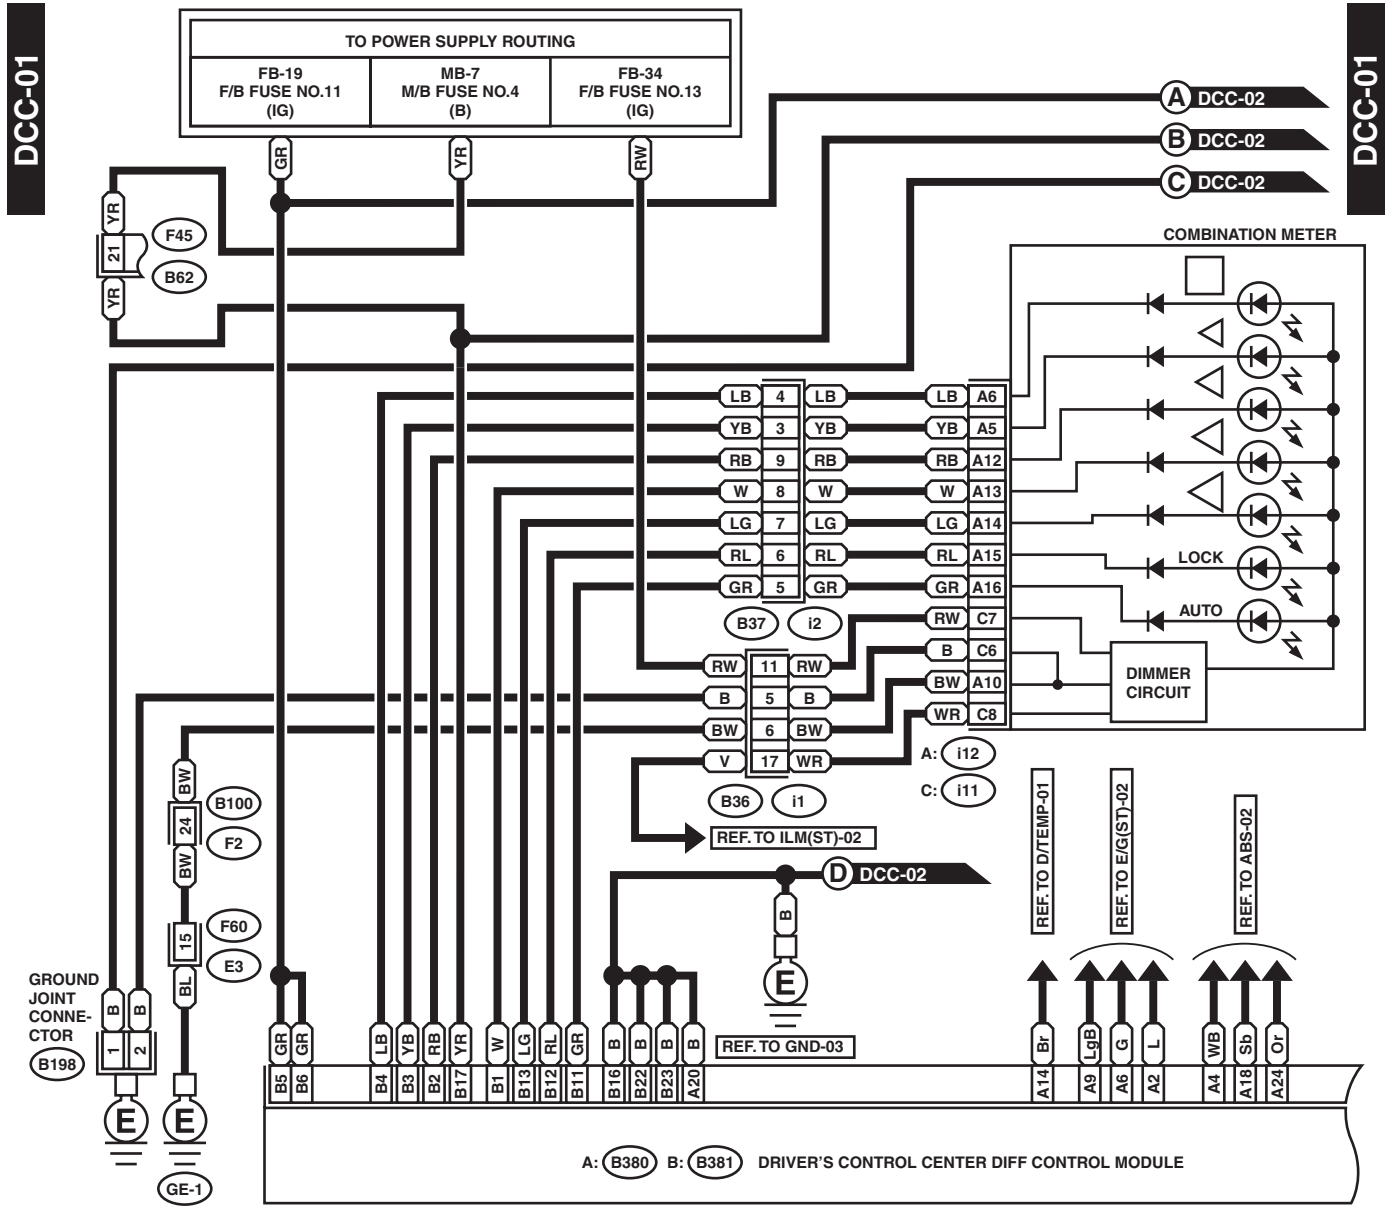 DCC-01
DCC-01
TO POWER SUPPLY ROUTING
FB-19
F/B FUSE NO.11
(IG)
MB-7
M/B FUSE NO.4
(B)
FB-34
F/B FUSE NO.13
(IG)
GR
YR
RW
A DCC-02
B DCC-02
C DCC-02
YR
21
YR
F45
B62
COMBINATION METER
LB 4 LB LB A6
YB 3 YB YB A5
RB 9 RB RB A12
W 8 W W A13
LG 7 LG LG A14
RL 6 RL RL A15
GR 5 GR GR A16
B37 i2
RW C7
B C6
BW A10
WR C8
LOCK
AUTO
DIMMER
CIRCUIT
RW 11 RW
B 5 B
BW 6 BW
V 17 WR
B36 i1
A: i12
C: i11
REF. TO ILM(ST)-02
D DCC-02
B
E
REF. TO GND-03
REF. TO D/TEMP-01
REF. TO E/G(ST)-02
REF. TO ABS-02
BW
24
BW
B100
F2
15
BL
F60
E3
GROUND
JOINT
CONNE-
CTOR
B198
B B
1 2
E E
GE-1
GR GR LB YB RB YR W LG RL GR B B B B Br LgB G L WB Sb Or
B5 B6 B4 B3 B2 B17 B1 B13 B12 B11 B16 B22 B23 A20 A14 A9 A6 A2 A4 A18 A24
A: B380 B: B381 DRIVER'S CONTROL CENTER DIFF CONTROL MODULE